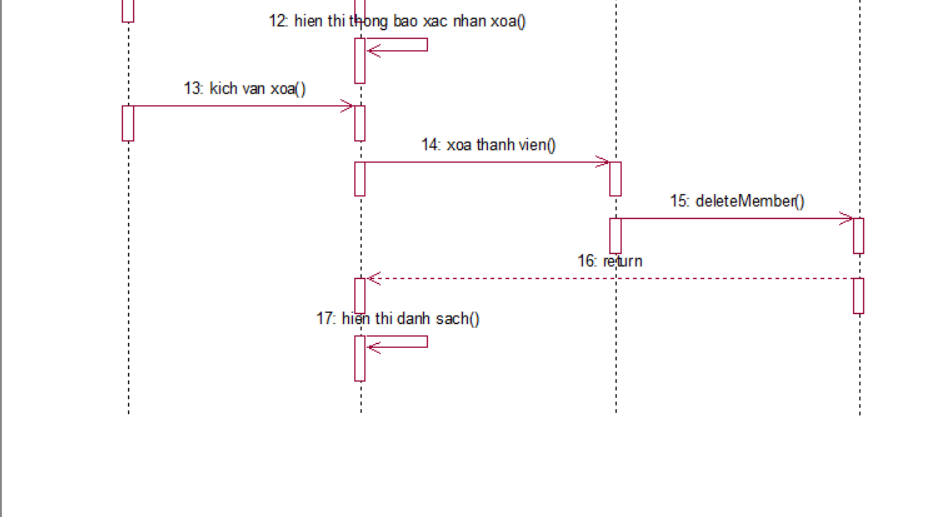 12: hien thi thong bao xac nhan xoa()
13: kich van xoa()
14: xoa thanh vien()
15: deleteMember()
16: return
17: hien thi danh sach()